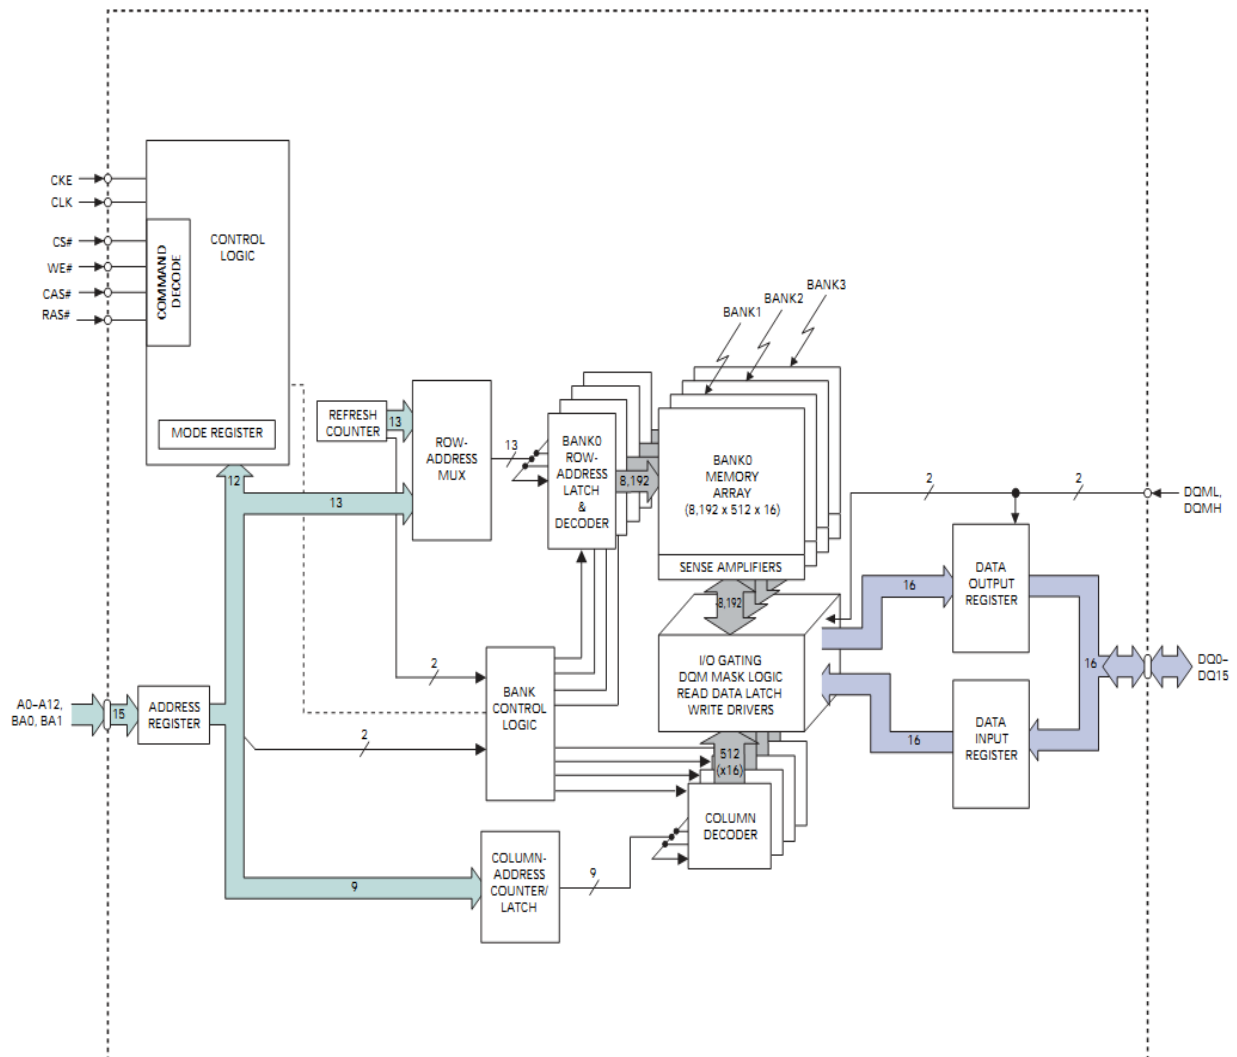 CKE
CLK
CS#
WE#
CAS#
RAS#
COMMAND
DECODE
CONTROL
LOGIC
MODE REGISTER
12
BANK3
BANK2
BANK1
REFRESH
COUNTER
13
13
ROW-
ADDRESS
MUX
13
BANK0
ROW-
ADDRESS
LATCH
&
DECODER
8,192
BANK0
MEMORY
ARRAY
(8,192 x 512 x 16)
SENSE AMPLIFIERS
8,192
2
2
DQML,
DQMH
DATA
OUTPUT
REGISTER
16
16
DQ0–
DQ15
I/O GATING
DQM MASK LOGIC
READ DATA LATCH
WRITE DRIVERS
16
DATA
INPUT
REGISTER
A0–A12,
BA0, BA1
15
ADDRESS
REGISTER
2
2
BANK
CONTROL
LOGIC
512
(x16)
COLUMN
DECODER
9
COLUMN-
ADDRESS
COUNTER/
LATCH
9